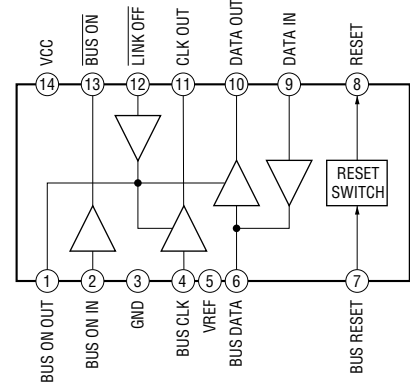 VCC
BUS ON
LINK OFF
CLK OUT
DATA OUT
DATA IN
RESET
14
13
12
11
10
9
8
RESET
SWITCH
1
2
3
4
5
6
7
BUS ON OUT
BUS ON IN
GND
BUS CLK
VREF
BUS DATA
BUS RESET